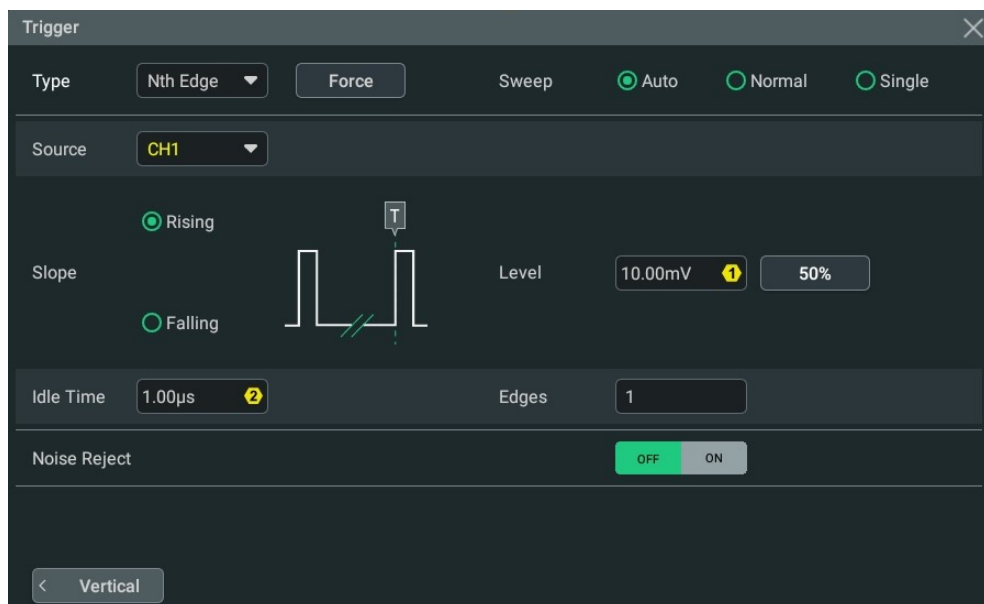 Trigger
Type Nth Edge Force Sweep Auto Normal Single
Source CH1
Rising
T
Slope Level 10.00mV 1 50%
Falling
Idle Time 1.00µs 2 Edges 1
Noise Reject OFF ON
< Vertical